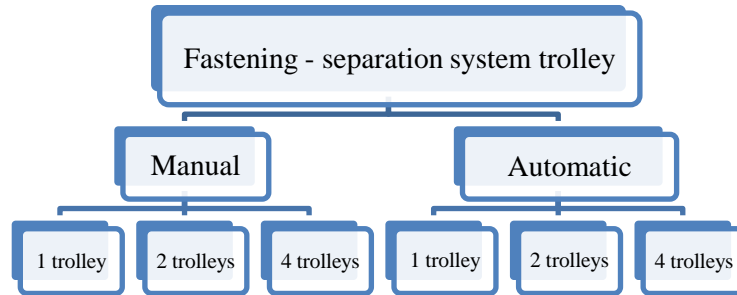 Fastening - separation system trolley
Manual
Automatic
1 trolley
2 trolleys
4 trolleys
1 trolley
2 trolleys
4 trolleys